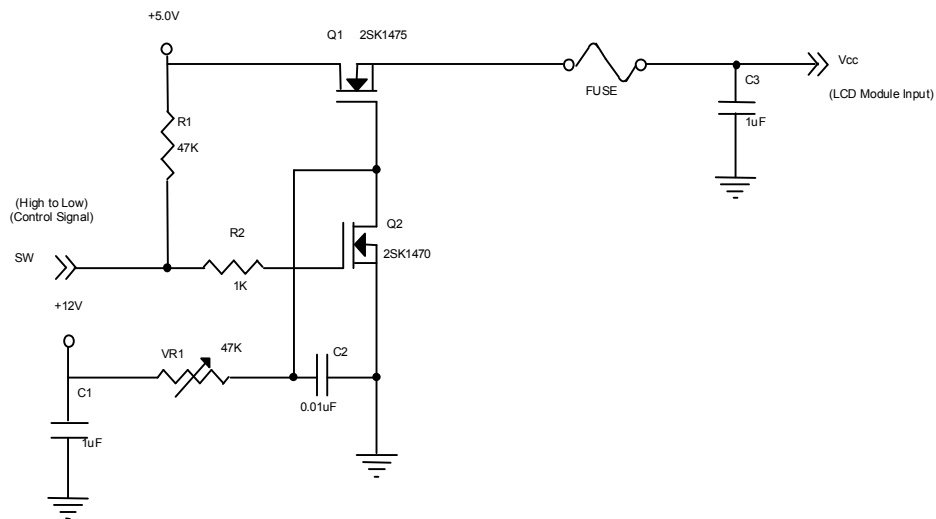 +5.0V
Q1 2SK1475
Vcc
C3
(LCD Module Input)
FUSE
R1
47K
1uF
(High to Low)
(Control Signal)
R2
Q2
2SK1470
SW
1K
+12V
VR1
47K
C2
C1
0.01uF
1uF